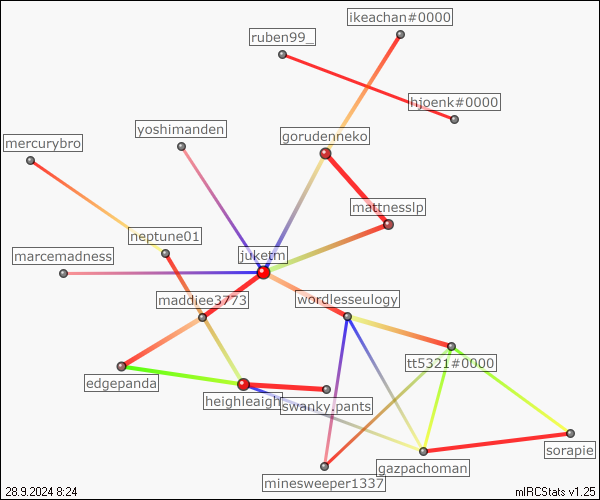 ikeachan#0000
ruben99_
hjoenk#0000
yoshimanden
gorudenneko
mercurybro
mattnesslp
neptune01
marcemadness
juketm
maddiee3773
wordlesseulogy
tt5321#0000
edgepanda
heighleaigh
swanky.pants
sorapie
gazpachoman
minesweeper1337
28.9.2024 8:24
mIRCStats v1.25